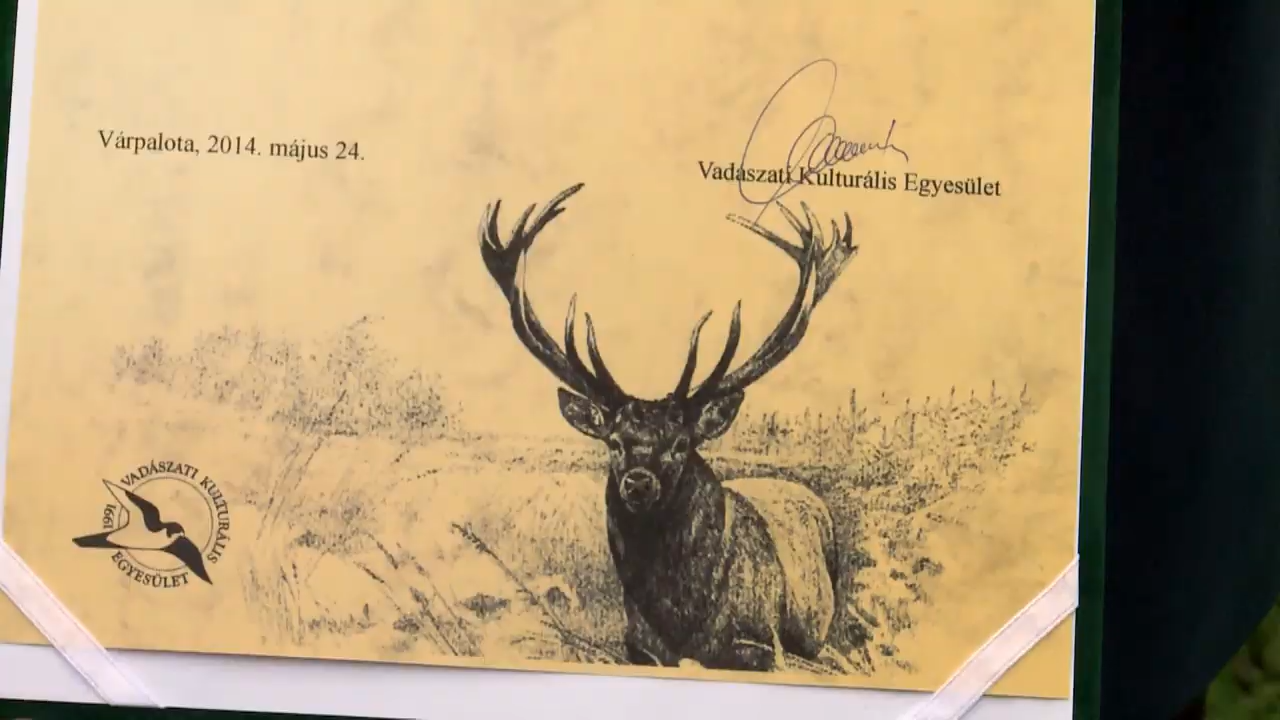 Várpalota, 2014. május 24.
Vadászati Kulturális Egyesület
VADÁSZATI KULTURÁLIS
EGYESÜLET
1991